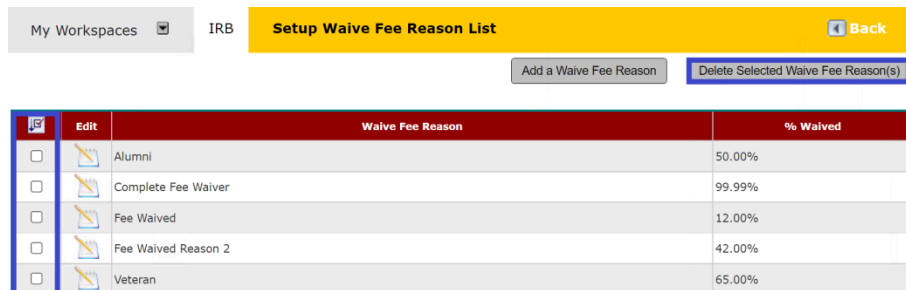 My Workspaces IRB Setup Waive Fee Reason List Back
Add a Waive Fee Reason Delete Selected Waive Fee Reason(s)
Edit Waive Fee Reason % Waived
Alumni 50.00%
Complete Fee Waiver 99.99%
Fee Waived 12.00%
Fee Waived Reason 2 42.00%
Veteran 65.00%